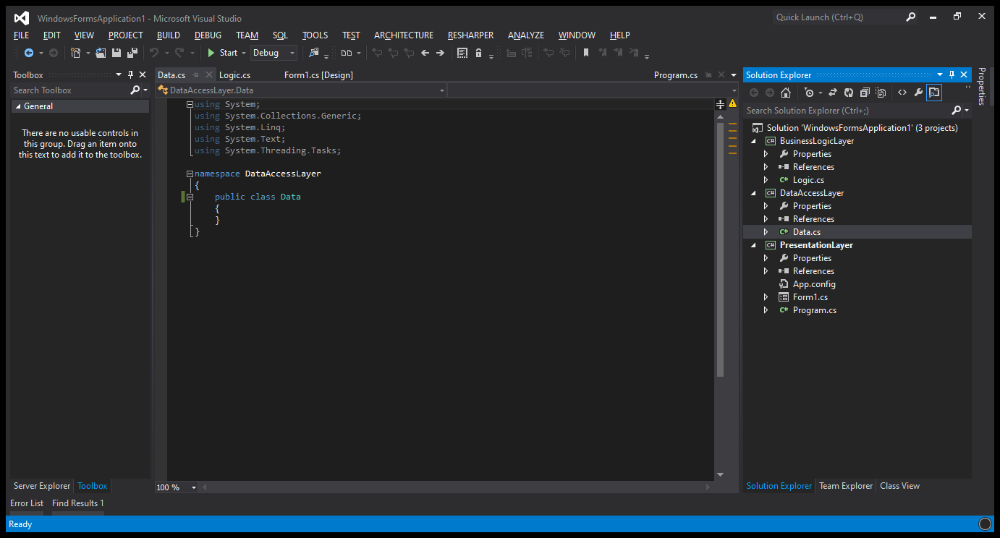 WindowsFormsApplication1 - Microsoft Visual Studio
Quick Launch (Ctrl+Q)
FILE EDIT VIEW PROJECT BUILD DEBUG TEAM SQL TOOLS TEST ARCHITECTURE RESHARPER ANALYZE WINDOW HELP
Start Debug
Toolbox
Search Toolbox
General
There are no usable controls in
this group. Drag an item onto
this text to add it to the toolbox.
Server Explorer Toolbox
Data.cs Logic.cs Form1.cs [Design] Program.cs
DataAccessLayer.Data
using System;
using System.Collections.Generic;
using System.Linq;
using System.Text;
using System.Threading.Tasks;
namespace DataAccessLayer
{
public class Data
{
}
}
100 %
Solution Explorer
Search Solution Explorer (Ctrl+;)
Solution 'WindowsFormsApplication1' (3 projects)
C# BusinessLogicLayer
Properties
References
C# Logic.cs
C# DataAccessLayer
Properties
References
C# Data.cs
C# PresentationLayer
Properties
References
App.config
Form1.cs
C# Program.cs
Solution Explorer Team Explorer Class View
Properties
Error List Find Results 1
Ready